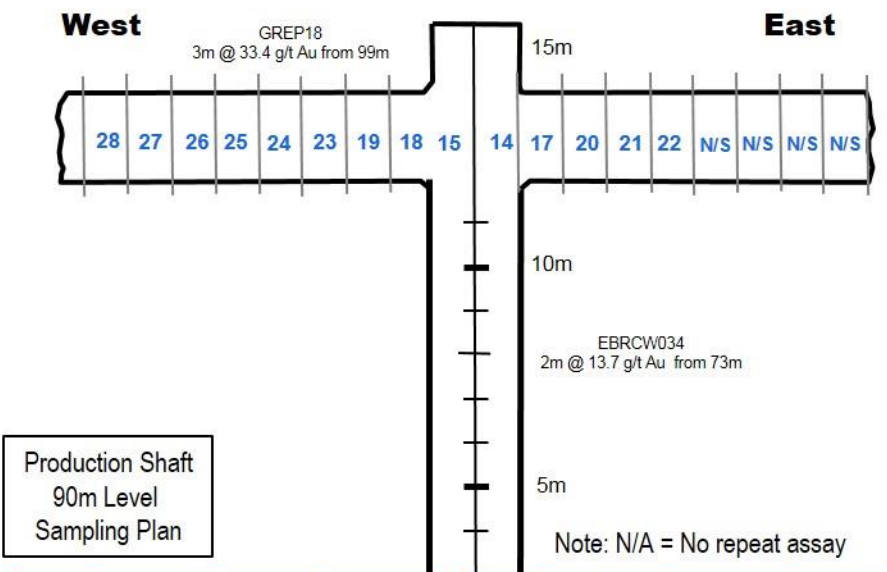 West
East
GREP18
3m @ 33.4 g/t Au from 99m
15m
28 27 26 25 24 23 19 18 15 14 17 20 21 22 N/S N/S N/S N/S
10m
EBRCW034
2m @ 13.7 g/t Au from 73m
Production Shaft
90m Level
Sampling Plan
5m
Note: N/A = No repeat assay